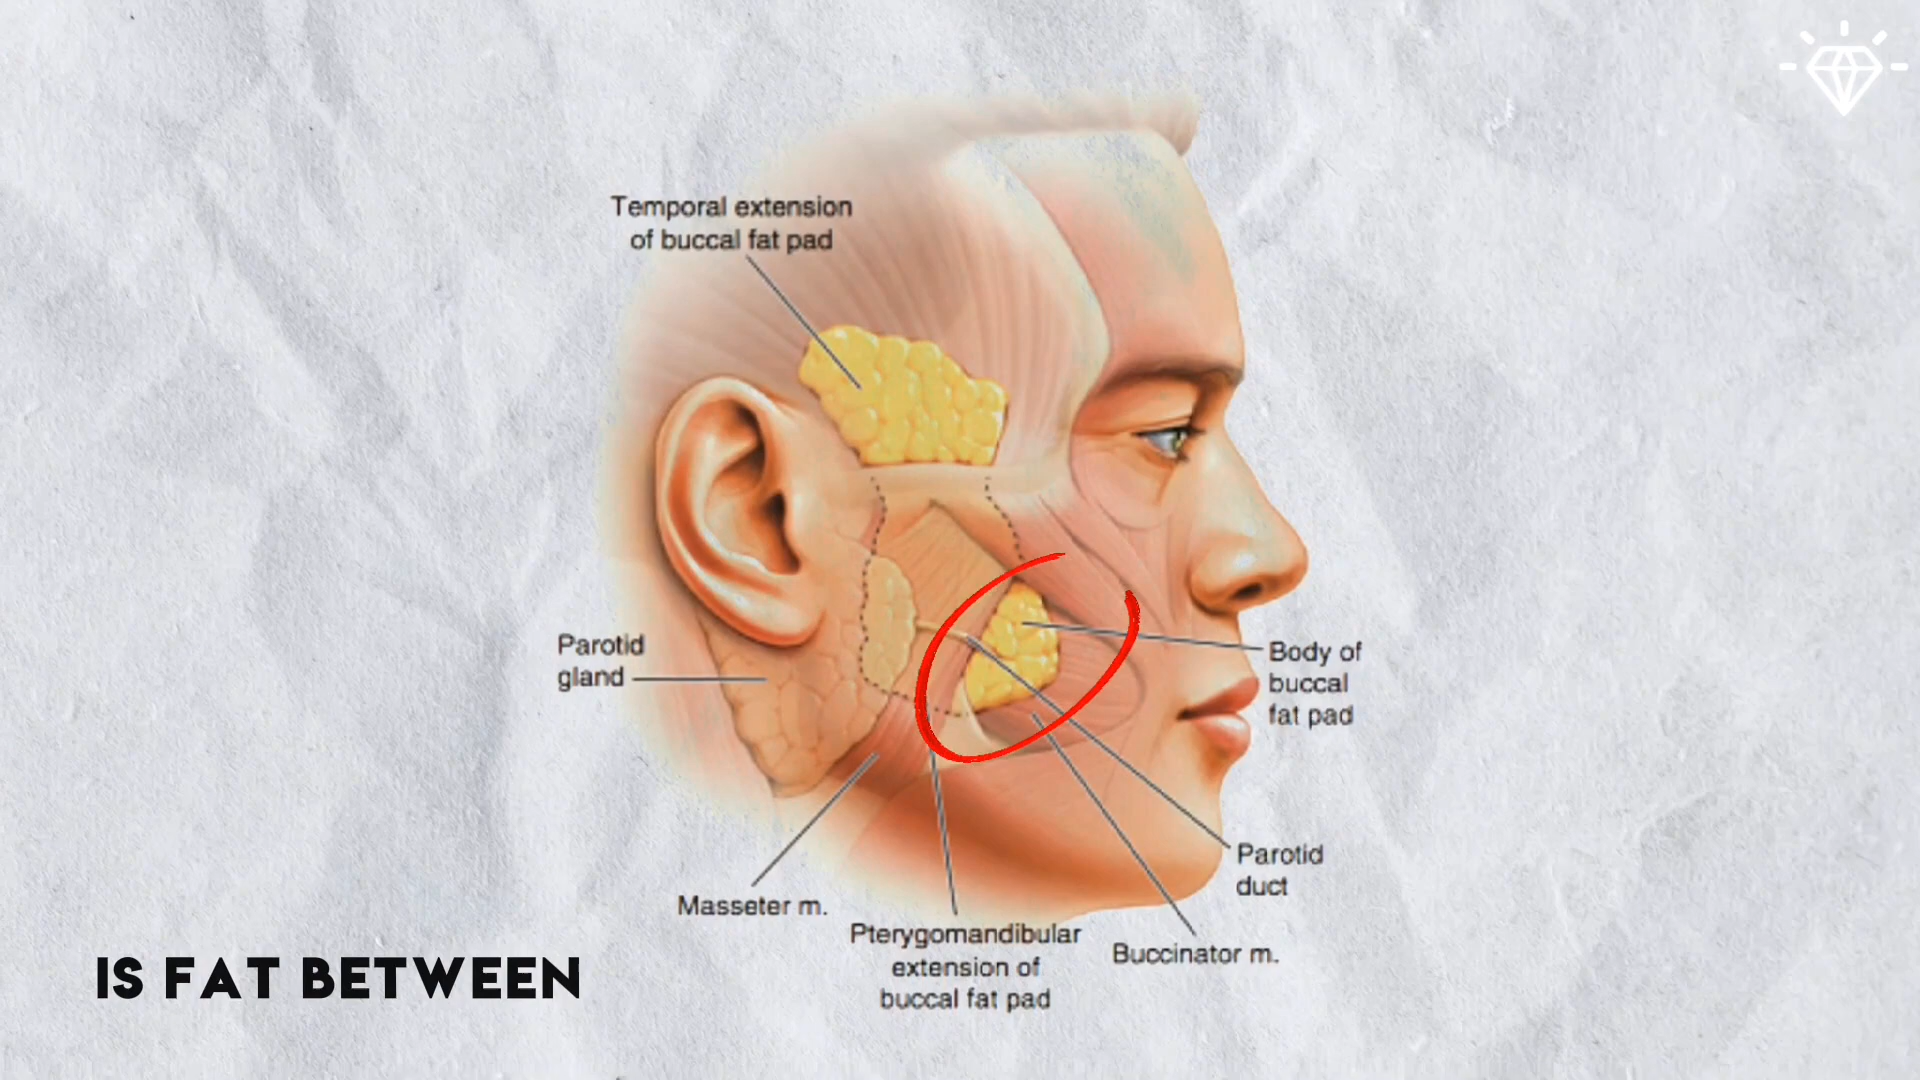 Temporal extension
of buccal fat pad
Parotid
gland
Body of
buccal
fat pad
Parotid
duct
Masseter m.
Pterygomandibular
extension of
buccal fat pad
Buccinator m.
IS FAT BETWEEN